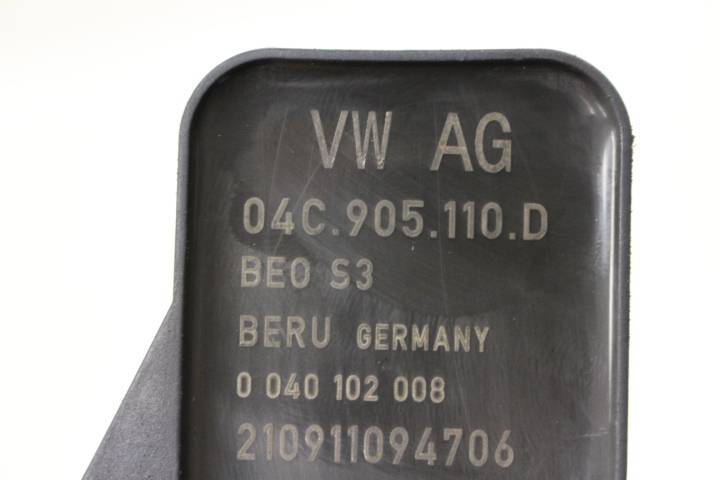 VW AG
04C.905.110.D
BEO S3
BERU GERMANY
0 040 102 008
210911094706